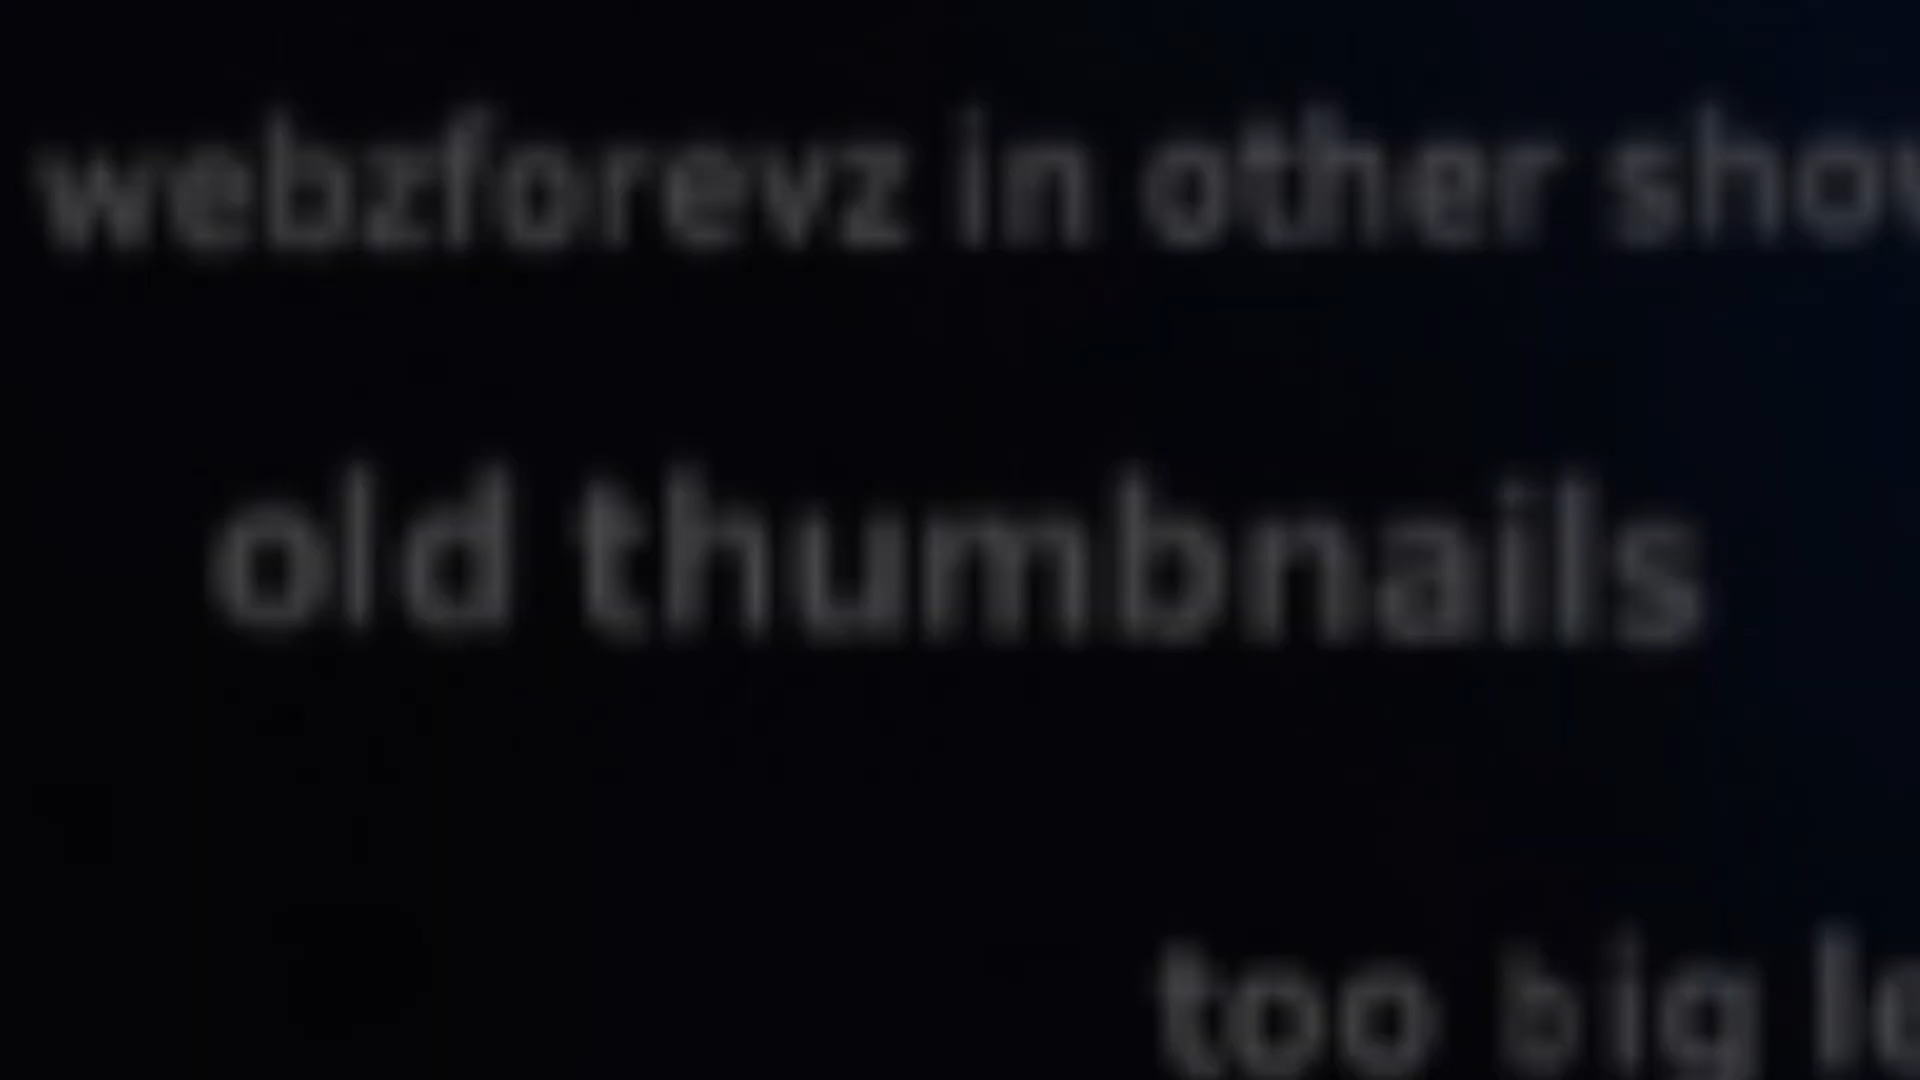 webzforevz in other
old thumbnails
too big